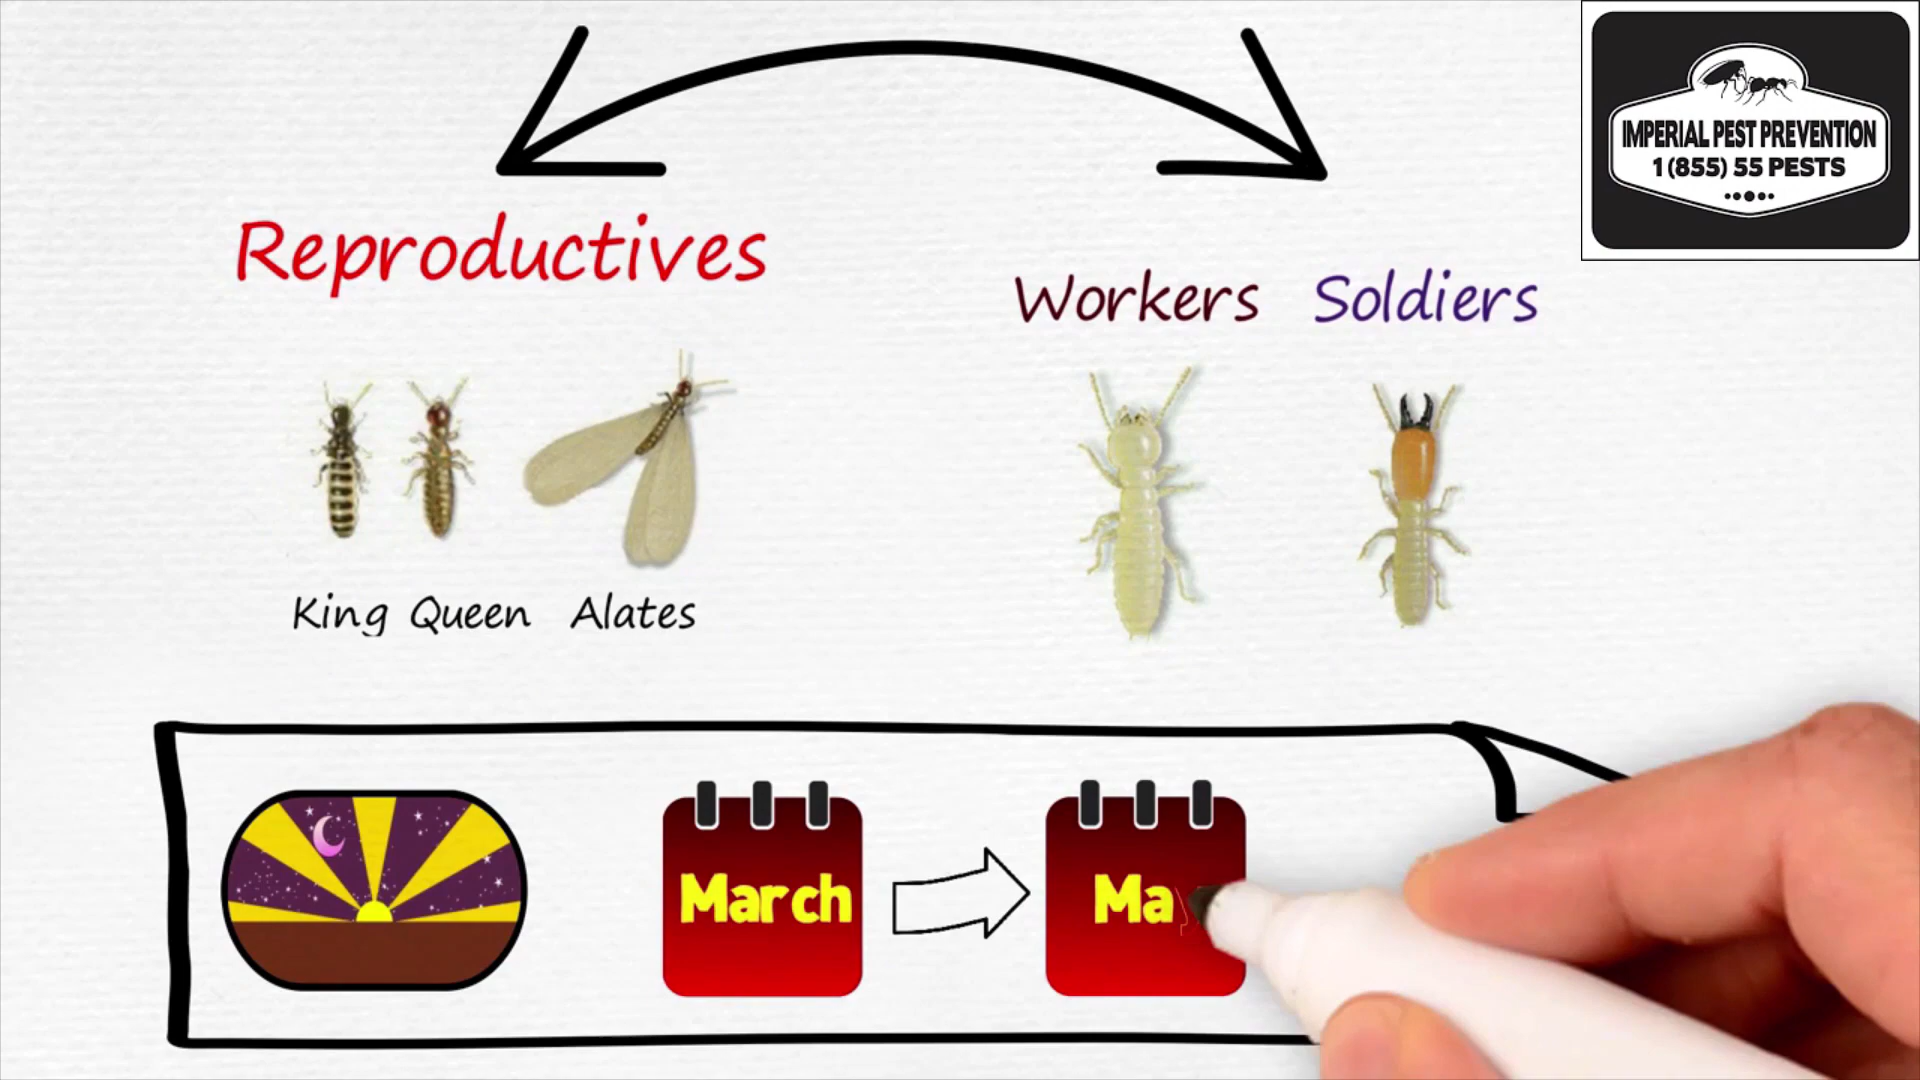 IMPERIAL PEST PREVENTION
1 (855) 55 PESTS
Reproductives
Workers Soldiers
King Queen Alates
March Ma